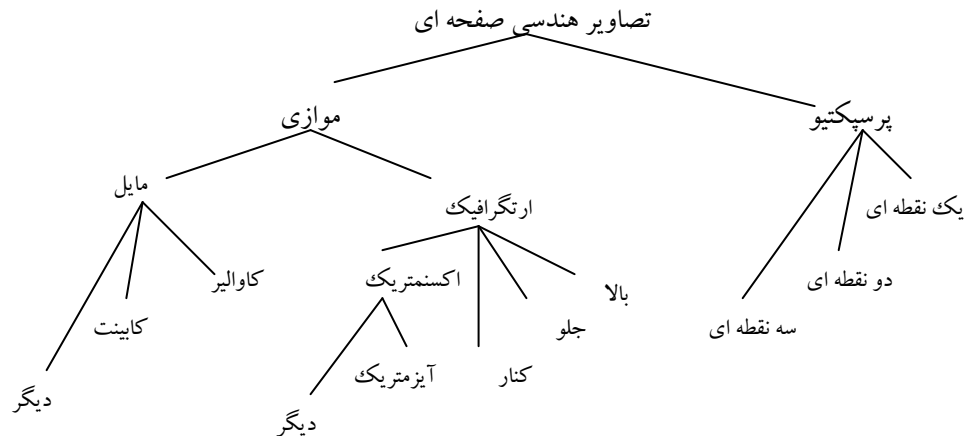 تصاویر هندسی صفحه ای
پرسپکتیو
موازی
یک نقطه ای
دو نقطه ای
سه نقطه ای
ارتگرافیک
مایل
بالا
جلو
کنار
اکسنمتریک
آیزمتریک
دیگر
کاوالیر
کابینت
دیگر